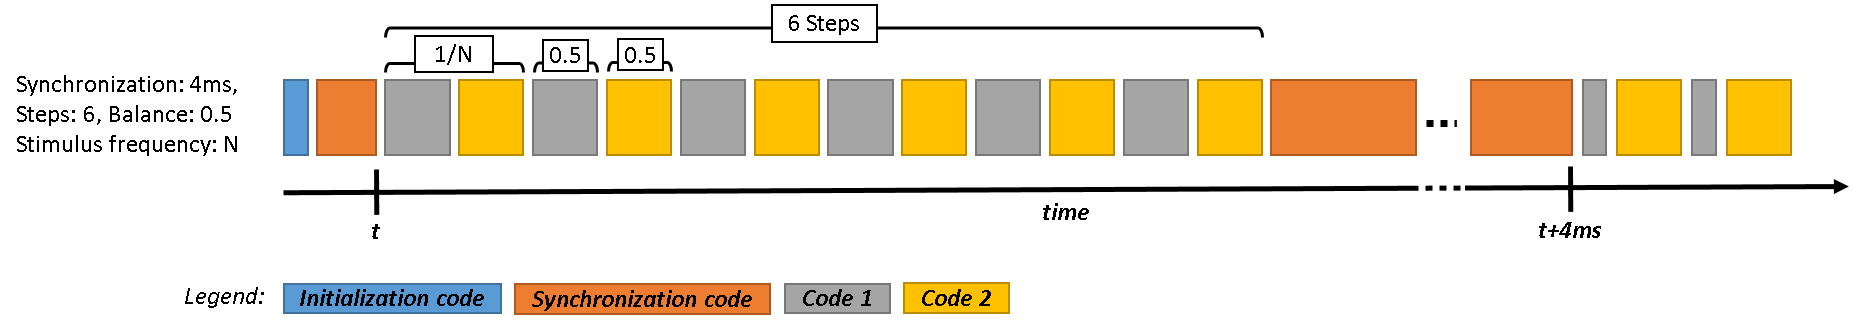 6 Steps
1/N
0.5
0.5
Synchronization: 4ms,
Steps: 6, Balance: 0.5
Stimulus frequency: N
time
t
t+4ms
Legend:
Initialization code
Synchronization code
Code 1
Code 2